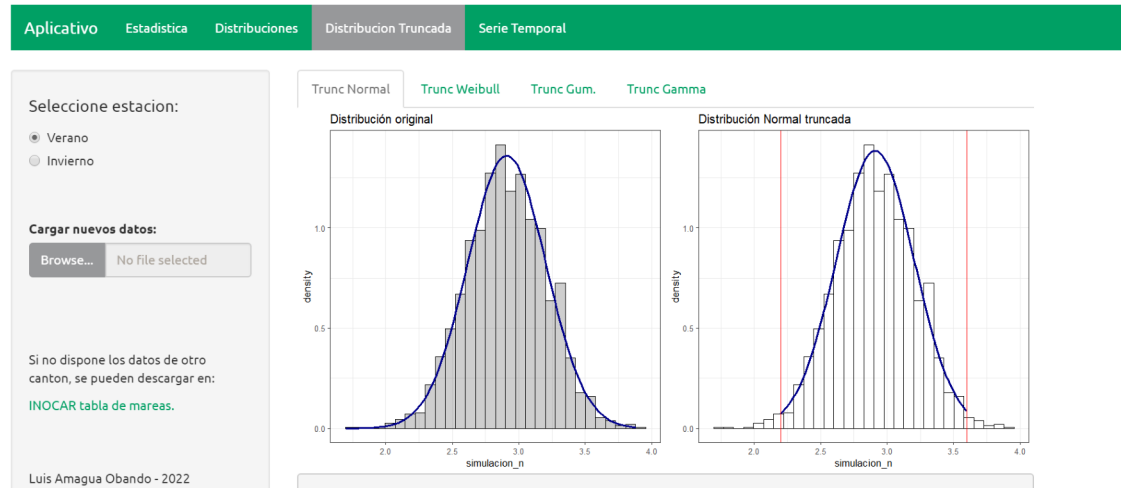 Aplicativo Estadistica Distribuciones Distribucion Truncada Serie Temporal
Seleccione estacion:
Verano
Invierno
Cargar nuevos datos:
Browse... No file selected
Si no dispone los datos de otro
canton, se pueden descargar en:
INOCAR tabla de mareas.
Luis Amagua Obando - 2022
Trunc Normal Trunc Weibull Trunc Gum. Trunc Gamma
Distribución original
density
1.0
0.5
0.0
2.0 2.5 3.0 3.5 4.0
simulacion_n
Distribución Normal truncada
density
1.0
0.5
0.0
2.0 2.5 3.0 3.5 4.0
simulacion_n